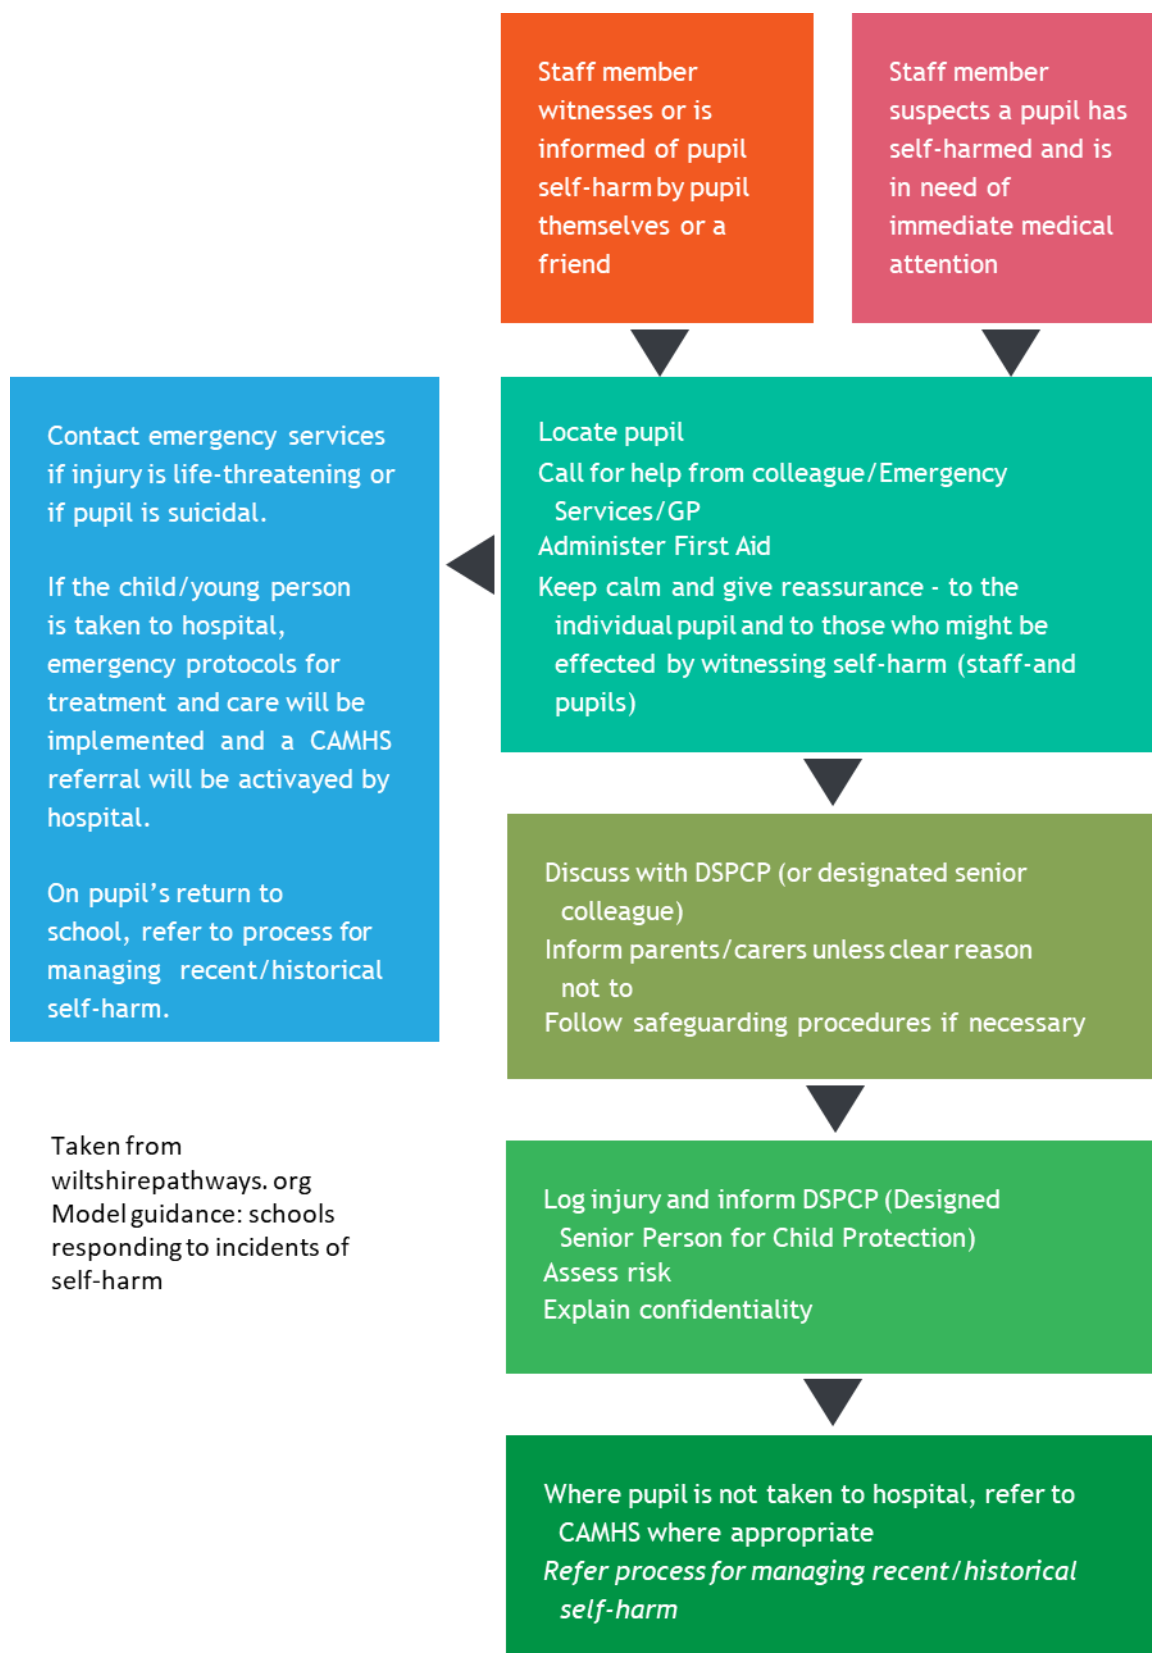 Staff member
witnesses or is
informed of pupil
self-harm by pupil
themselves or a
friend
Staff member
suspects a pupil has
self-harmed and is
in need of
immediate medical
attention
Contact emergency services
if injury is life-threatening or
if pupil is suicidal.
If the child/young person
is taken to hospital,
emergency protocols for
treatment and care will be
implemented and a CAMHS
referral will be activayed by
hospital.
On pupil's return to
school, refer to process for
managing recent/historical
self-harm.
Locate pupil
Call for help from colleague/Emergency
Services/GP
Administer First Aid
Keep calm and give reassurance - to the
individual pupil and to those who might be
effected by witnessing self-harm (staff-and
pupils)
Discuss with DSPCP (or designated senior
colleague)
Inform parents/carers unless clear reason
not to
Follow safeguarding procedures if necessary
Taken from
wiltshirepathways. org
Model guidance: schools
responding to incidents of
self-harm
Log injury and inform DSPCP (Designed
Senior Person for Child Protection)
Assess risk
Explain confidentiality
Where pupil is not taken to hospital, refer to
CAMHS where appropriate
Refer process for managing recent/historical
self-harm